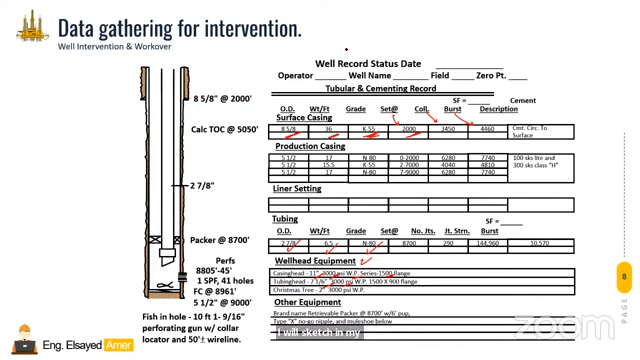 Data gathering for intervention.
Well Intervention & Workover
8 5/8" @ 2000'
Calc TOC @ 5050'
2 7/8"
Packer @ 8700'
Perfs
8805'-45'
1 SPF, 41 holes
FC @ 8961'
5 1/2" @ 9000'
Fish in hole - 10 ft 1- 9/16"
perforating gun w/ collar
locator and 50'± wireline.
Well Record Status Date
Operator Well Name Field Zero Pt.
Tubular & Cementing Record
SF = Cement
O.D. Wt/Ft Grade Set@ Coll. Burst Description
Surface Casing
8 5/8 36 K-55 2000 3450 4460 Cmt. Circ. To Surface
Production Casing
5 1/2 17 N-80 0-2000 6280 7740 100 sks lite and
5 1/2 15.5 K-55 2-7000 4040 4810 300 sks class "H"
5 1/2 17 N-80 7-9000 6280 7740
Liner Setting
Tubing SF =
O.D. Wt/Ft Grade Set@ No. Jts. Jt. Strn. Burst
2 7/8 6.5 N-80 8700 290 144,960 10,570
Wellhead Equipment
Casinghead - 11" 3000 psi W.P. Series-1500 flange
Tubinghead - 7 1/6" 3000 psi W.P. 1500 X 900 flange
Christmas Tree - 2" 3000 psi W.P.
Other Equipment
Brand name Retrievable Packer @ 8700' w/6' pup,
Type "X" no-go nipple, and muleshoe below
I will sketch in my
8
zoom
Eng. Elsayed Amer